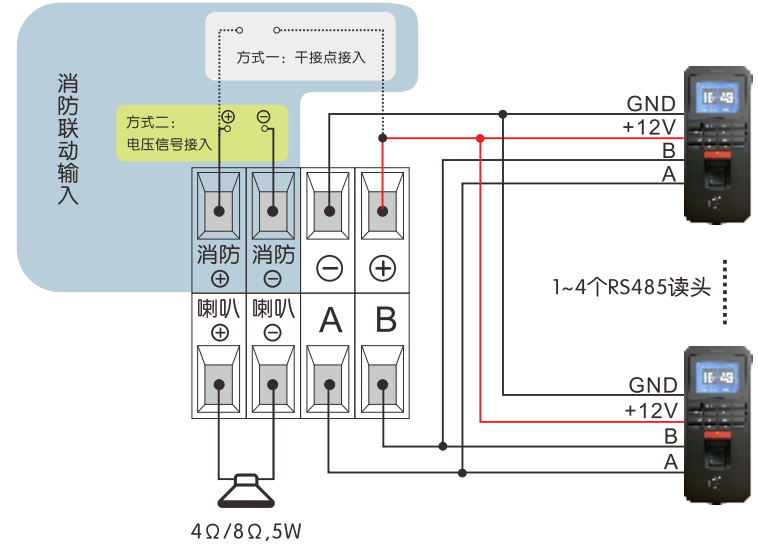 消防联动输入
方式一：干接点接入
方式二：
电压信号接入
⊕ ⊖
GND
+12V
B
A
消防 消防
⊕ ⊖ ⊖ ⊕
1~4个RS485读头
喇叭 喇叭 A B
⊕ ⊖
GND
+12V
B
A
4Ω/8Ω,5W